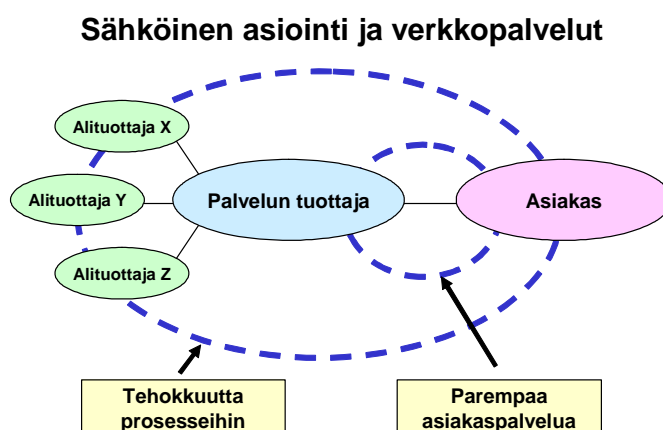 Sähköinen asiointi ja verkkopalvelut
Alituottaja X
Alituottaja Y
Palvelun tuottaja
Asiakas
Alituottaja Z
Tehokkuutta
prosesseihin
Parempaa
asiakaspalvelua